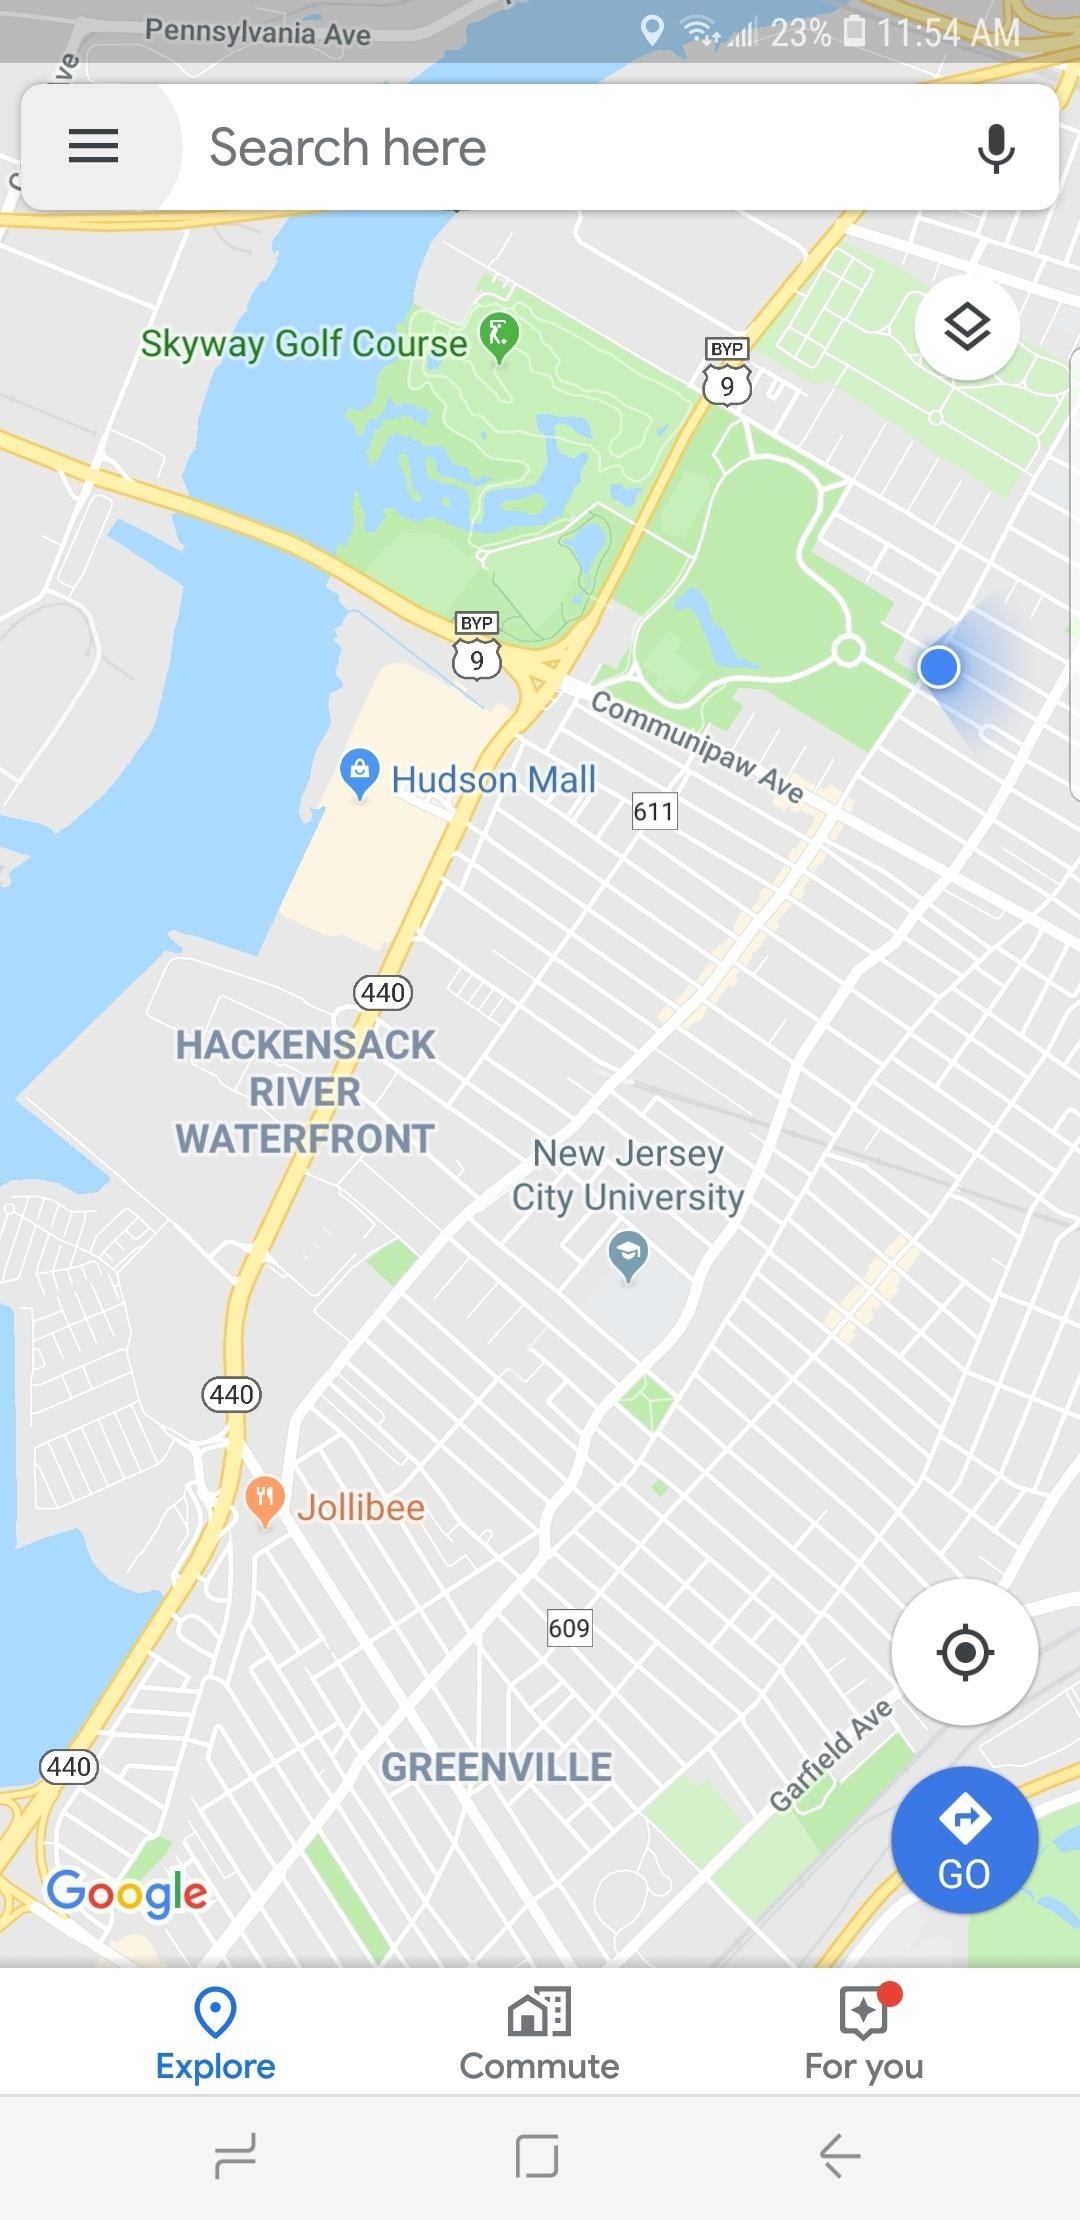 Pennsylvania Ave
23% 11:54 AM
ve
Search here
Skyway Golf Course
BYP
9
BYP
9
Communipaw Ave
Hudson Mall
611
440
HACKENSACK
RIVER
WATERFRONT
New Jersey
City University
440
Jollibee
609
Garfield Ave
440
GREENVILLE
GO
Google
Explore
Commute
For you